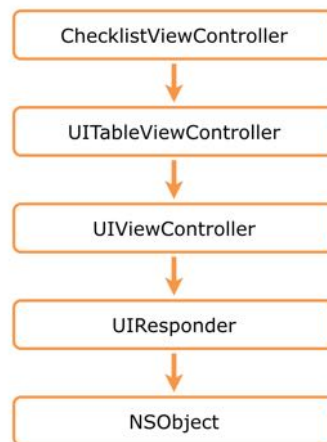 ChecklistViewController
UITableViewController
UIViewController
UIResponder
NSObject